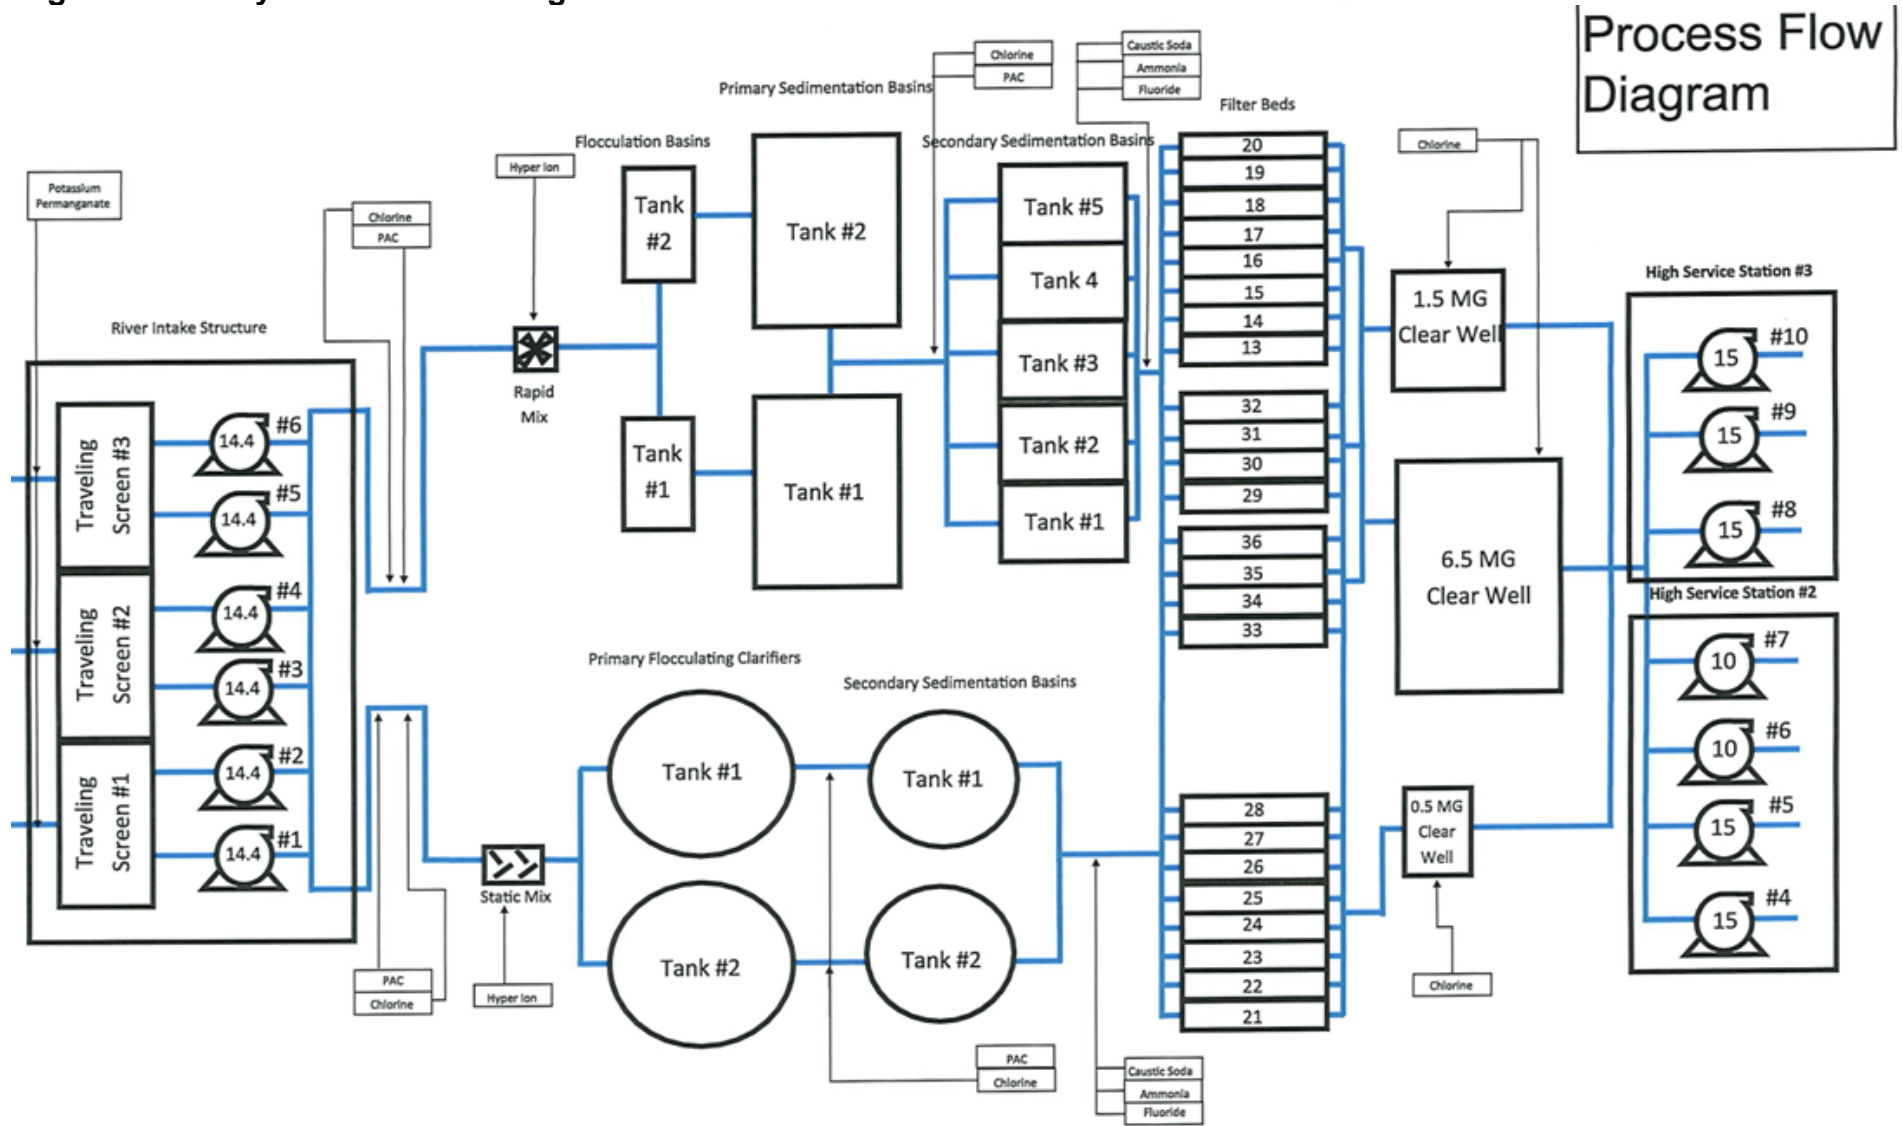 Process Flow
Diagram
Potassium
Permanganate
Chlorine
PAC
Hyper Ion
Flocculation Basins
Primary Sedimentation Basins
Chlorine
PAC
Caustic Soda
Ammonia
Fluoride
Secondary Sedimentation Basins
Filter Beds
Chlorine
River Intake Structure
Traveling
Screen #3
Traveling
Screen #2
Traveling
Screen #1
14.4
#6
14.4
#5
14.4
#4
14.4
#3
14.4
#2
14.4
#1
Rapid
Mix
Tank
#2
Tank
#1
Tank #2
Tank #1
Tank #5
Tank 4
Tank #3
Tank #2
Tank #1
20
19
18
17
16
15
14
13
32
31
30
29
36
35
34
33
28
27
26
25
24
23
22
21
1.5 MG
Clear Well
6.5 MG
Clear Well
0.5 MG
Clear
Well
Chlorine
High Service Station #3
15
#10
15
#9
15
#8
High Service Station #2
10
#7
10
#6
15
#5
15
#4
PAC
Chlorine
Static Mix
Hyper Ion
Primary Flocculating Clarifiers
Tank #1
Tank #2
Secondary Sedimentation Basins
Tank #1
Tank #2
PAC
Chlorine
Caustic Soda
Ammonia
Fluoride